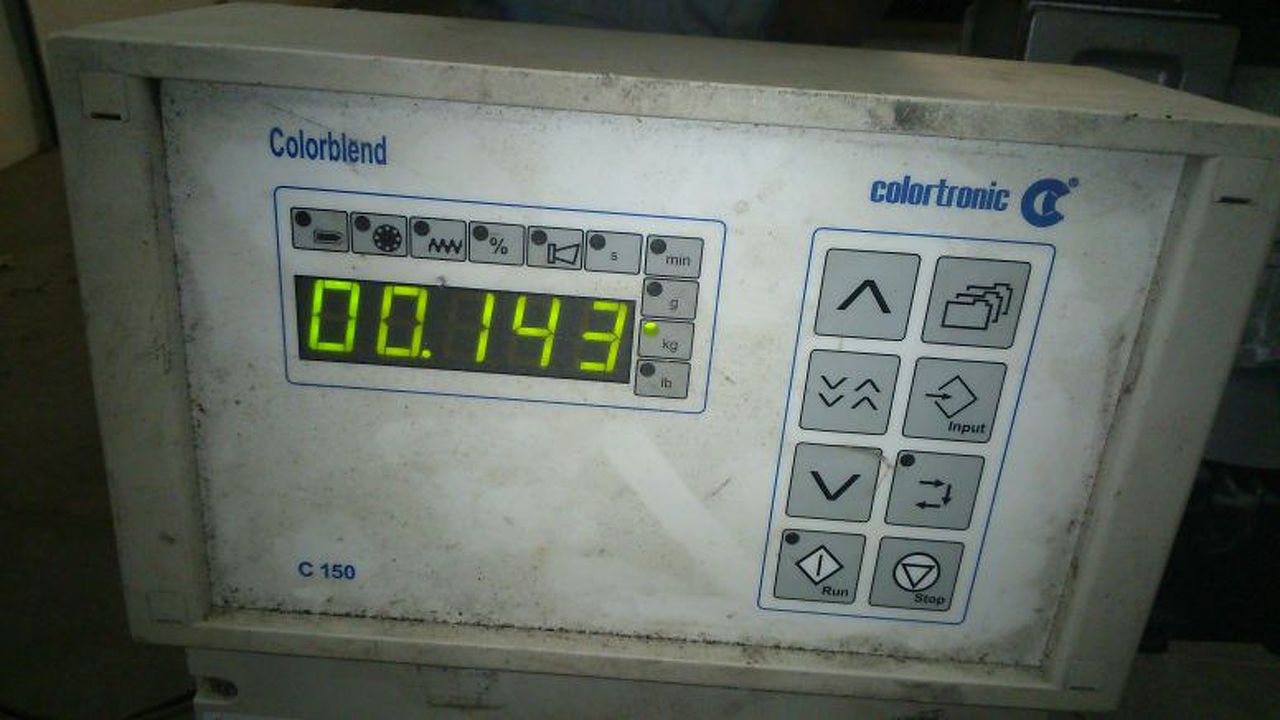 Colorblend
colortronic
%
s
min
g
kg
lb
00.143
Input
Run
Stop
C 150